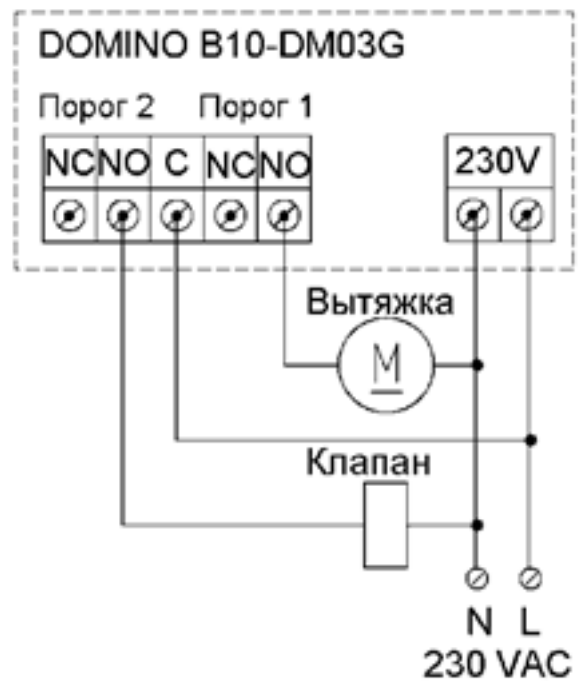 DOMINO B10-DM03G
Порог 2 Порог 1
NC NO C NC NO 230V
Вытяжка
M
Клапан
N L
230 VAC